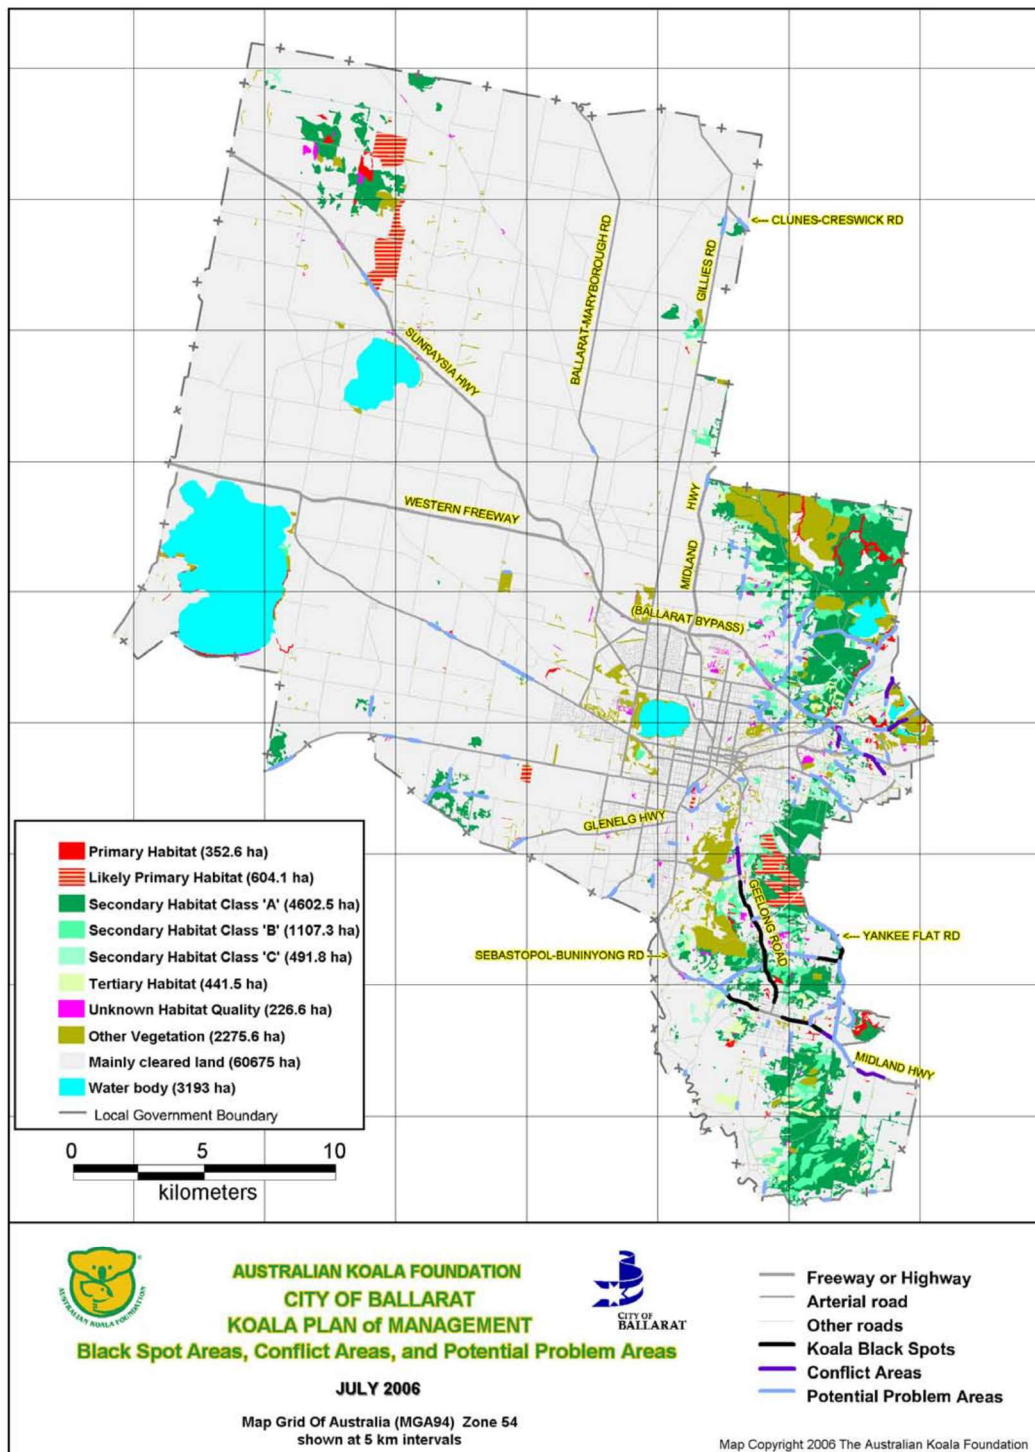 <--- CLUNES-CRESWICK RD
BALLARAT-MARYBOROUGH RD
GILLIES RD
SUNRAYSIA HWY
WESTERN FREEWAY
MIDLAND HWY
(BALLARAT BYPASS)
GLENELG HWY
GEELONG ROAD
<--- YANKEE FLAT RD
SEBASTOPOL-BUNINYONG RD --->
MIDLAND HWY
Primary Habitat (352.6 ha)
Likely Primary Habitat (604.1 ha)
Secondary Habitat Class 'A' (4602.5 ha)
Secondary Habitat Class 'B' (1107.3 ha)
Secondary Habitat Class 'C' (491.8 ha)
Tertiary Habitat (441.5 ha)
Unknown Habitat Quality (226.6 ha)
Other Vegetation (2275.6 ha)
Mainly cleared land (60675 ha)
Water body (3193 ha)
Local Government Boundary
0 5 10
kilometers
AUSTRALIAN KOALA FOUNDATION
AUSTRALIAN KOALA FOUNDATION
CITY OF BALLARAT
KOALA PLAN of MANAGEMENT
Black Spot Areas, Conflict Areas, and Potential Problem Areas
CITY OF
BALLARAT
JULY 2006
Map Grid Of Australia (MGA94) Zone 54
shown at 5 km intervals
Freeway or Highway
Arterial road
Other roads
Koala Black Spots
Conflict Areas
Potential Problem Areas
Map Copyright 2006 The Australian Koala Foundation